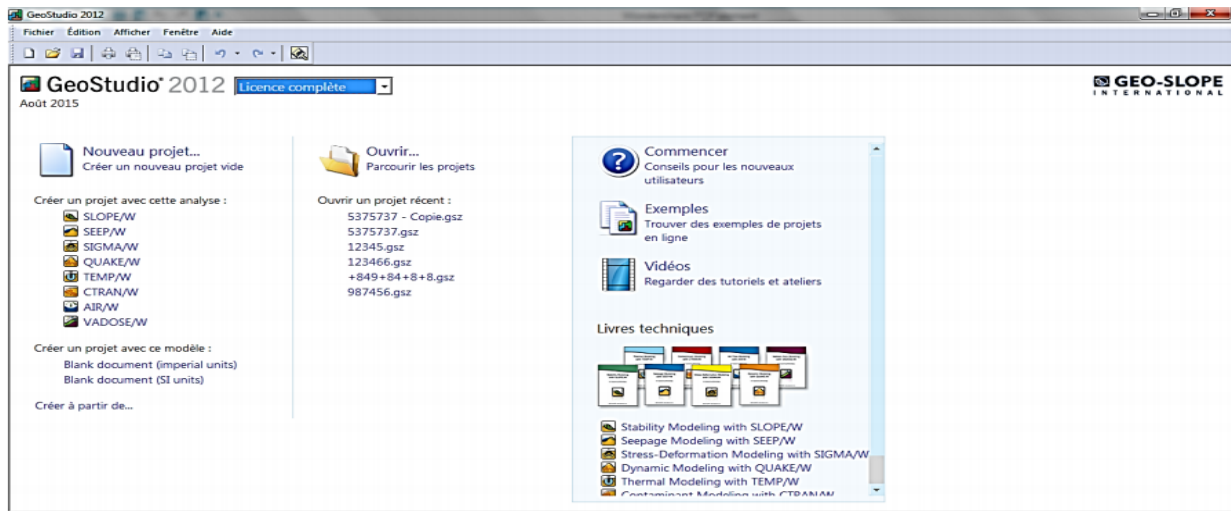 GeoStudio 2012
Fichier Édition Afficher Fenêtre Aide
GeoStudio 2012 Licence complète
Août 2015
GEO-SLOPE
INTERNATIONAL
Nouveau projet...
Créer un nouveau projet vide
Créer un projet avec cette analyse :
SLOPE/W
SEEP/W
SIGMA/W
QUAKE/W
TEMP/W
CTRAN/W
AIR/W
VADOSE/W
Créer un projet avec ce modèle :
Blank document (imperial units)
Blank document (SI units)
Créer à partir de...
Ouvrir...
Parcourir les projets
Ouvrir un projet récent :
5375737 - Copie.gsz
5375737.gsz
12345.gsz
123466.gsz
+849+84+8+8.gsz
987456.gsz
Commencer
Conseils pour les nouveaux
utilisateurs
Exemples
Trouver des exemples de projets
en ligne
Vidéos
Regarder des tutoriels et ateliers
Livres techniques
Stability Modeling with SLOPE/W
Seepage Modeling with SEEP/W
Stress-Deformation Modeling with SIGMA/W
Dynamic Modeling with QUAKE/W
Thermal Modeling with TEMP/W
Contaminant Modeling with CTRAN/W